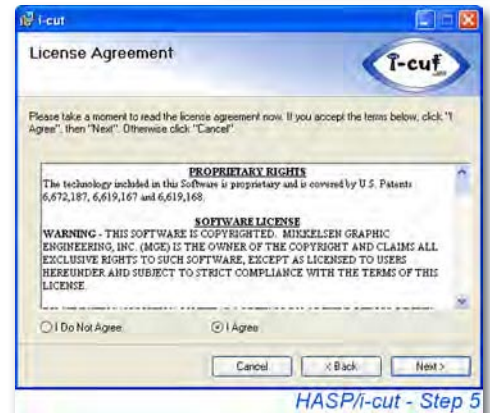 i-cut
License Agreement
i-cut
Please take a moment to read the license agreement now. If you accept the terms below, click "I
Agree", then "Next". Otherwise click "Cancel".
PROPRIETARY RIGHTS
The technology included in this Software is proprietary and is covered by U.S. Patents
6,672,187, 6,619,167 and 6,619,168.
SOFTWARE LICENSE
WARNING - THIS SOFTWARE IS COPYRIGHTED. MIKKELSEN GRAPHIC
ENGINEERING, INC. (MGE) IS THE OWNER OF THE COPYRIGHT AND CLAIMS ALL
EXCLUSIVE RIGHTS TO SUCH SOFTWARE, EXCEPT AS LICENSED TO USERS
HEREUNDER AND SUBJECT TO STRICT COMPLIANCE WITH THE TERMS OF THIS
LICENSE.
I Do Not Agree I Agree
Cancel < Back Next >
HASP/i-cut - Step 5